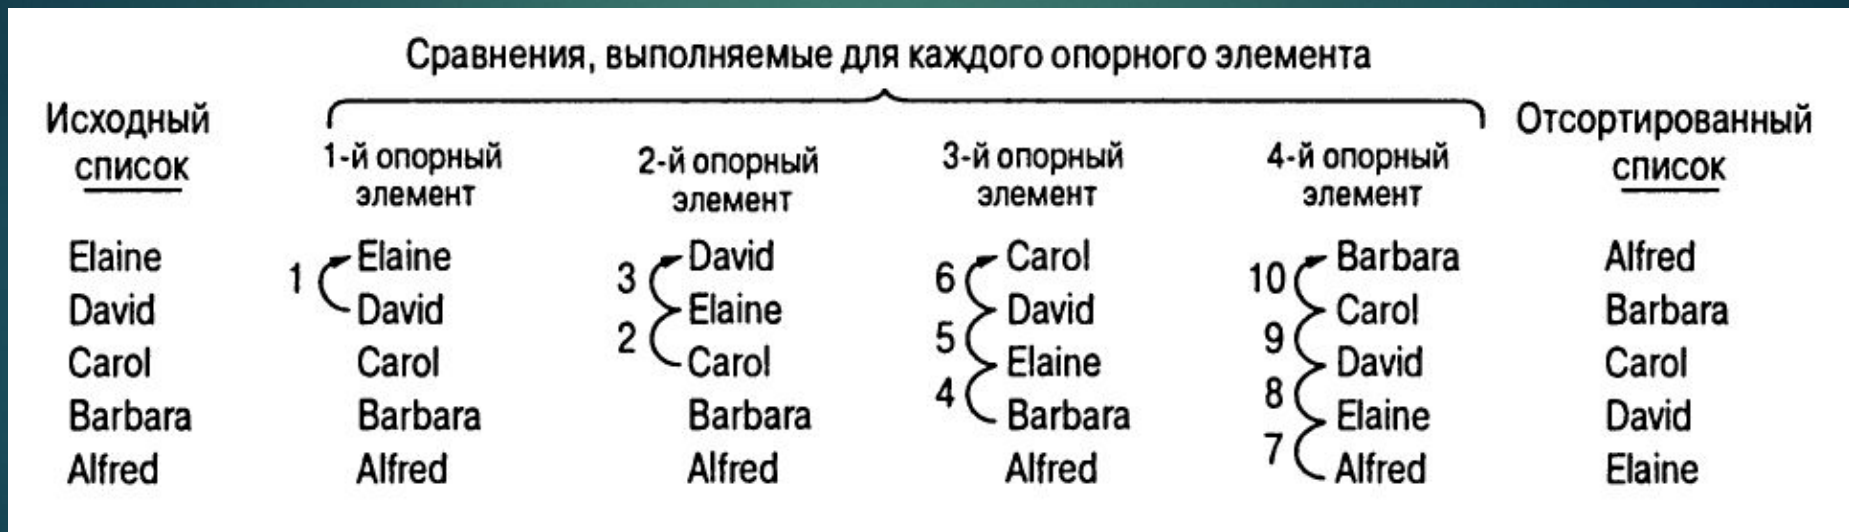 Сравнения, выполняемые для каждого опорного элемента
Исходный список
1-й опорный элемент
2-й опорный элемент
3-й опорный элемент
4-й опорный элемент
Отсортированный список
Elaine 1 Elaine 3 David 6 Carol 10 Barbara Alfred
David David 2 Elaine 5 David 9 Carol Barbara
Carol Carol Carol 4 Elaine 8 David Carol
Barbara Barbara Barbara Barbara 7 Elaine David
Alfred Alfred Alfred Alfred Alfred Elaine